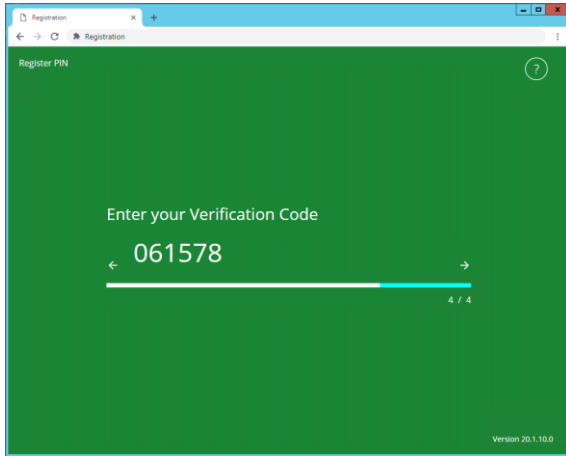 Registration
Registration
Register PIN
?
Enter your Verification Code
061578
4 / 4
Version 20.1.10.0